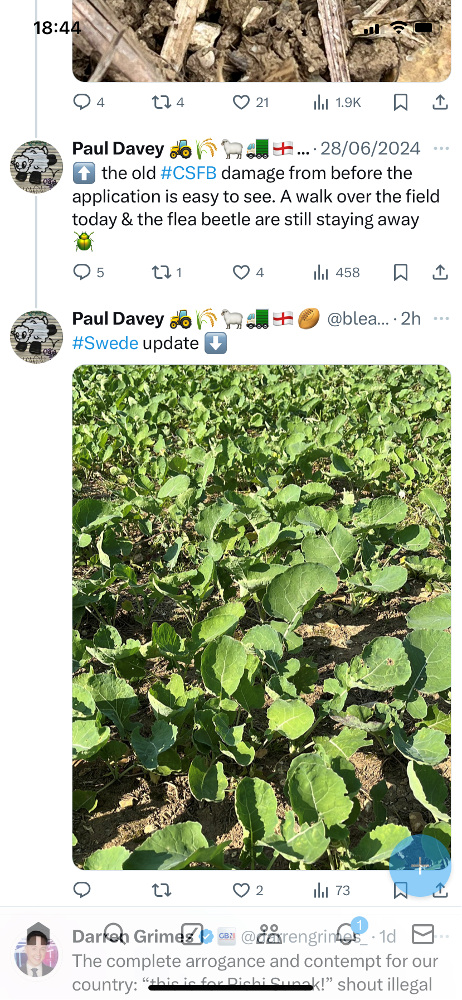 18:44
4 4 21 1.9K
Paul Davey 🚜🌾🐑🚛🏴󠁧󠁢󠁥󠁮󠁧󠁿... · 28/06/2024
⬆️ the old #CSFB damage from before the
application is easy to see. A walk over the field
today & the flea beetle are still staying away
🪲
5 1 4 458
Paul Davey 🚜🌾🐑🚛🏴󠁧󠁢󠁥󠁮󠁧󠁿🏉 @blea... · 2h
#Swede update ⬇️
2 73
1
Darren Grimes GBN @darrengrimes_ · 1d
The complete arrogance and contempt for our
country: “this is for Rishi Sunak!” shout illegal